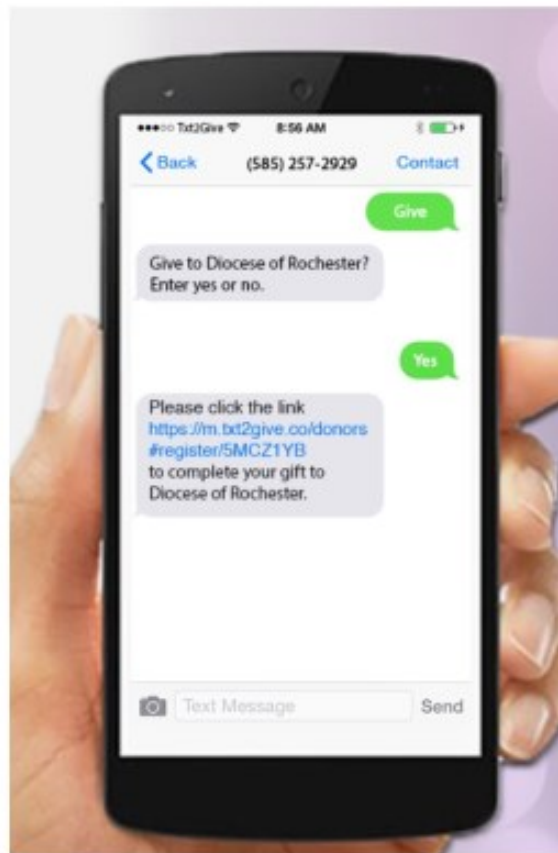 Txt2Give 8:56 AM
Back (585) 257-2929 Contact
Give
Give to Diocese of Rochester?
Enter yes or no.
Yes
Please click the link
https://m.txt2give.co/donors
#register/5MCZ1YB
to complete your gift to
Diocese of Rochester.
Text Message Send